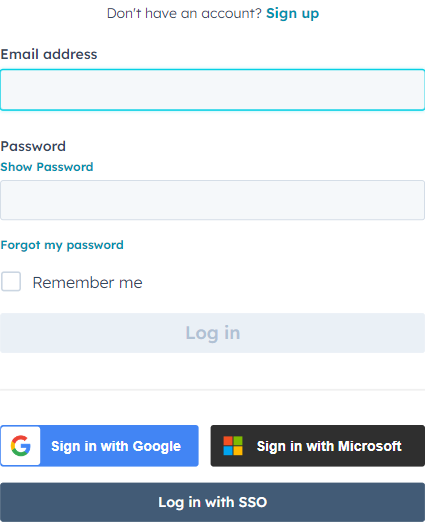 Don't have an account? Sign up
Email address
Password
Show Password
Forgot my password
Remember me
Log in
Sign in with Google
Sign in with Microsoft
Log in with SSO